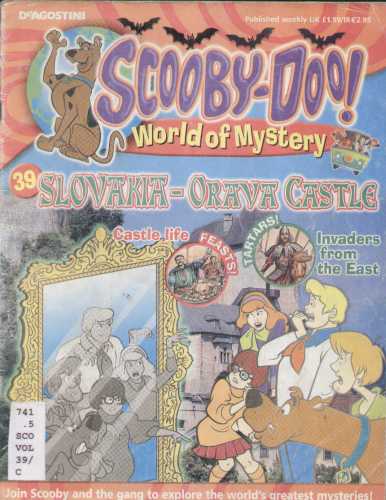 DeAGOSTINI
Published weekly UK £1.99/IR€2.95
SCOOBY-DOO!
World of Mystery
39
SLOVAKIA - ORAVA CASTLE
Castle life
FEASTS!
TARTARS!
Invaders
from
the East
741
.5
SCO
VOL
39/
C
Join Scooby and the gang to explore the world's greatest mysteries!